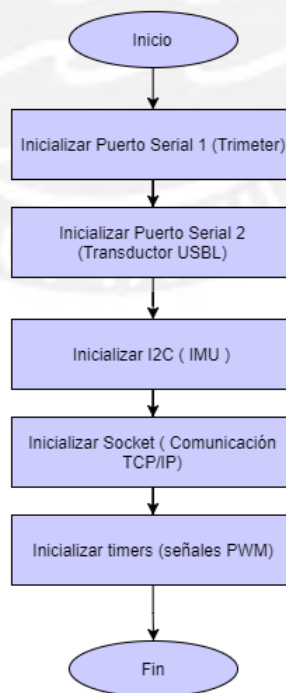 Inicio
Inicializar Puerto Serial 1 (Trimeter)
Inicializar Puerto Serial 2
(Transductor USBL)
Inicializar I2C ( IMU )
Inicializar Socket ( Comunicación
TCP/IP)
Inicializar timers (señales PWM)
Fin